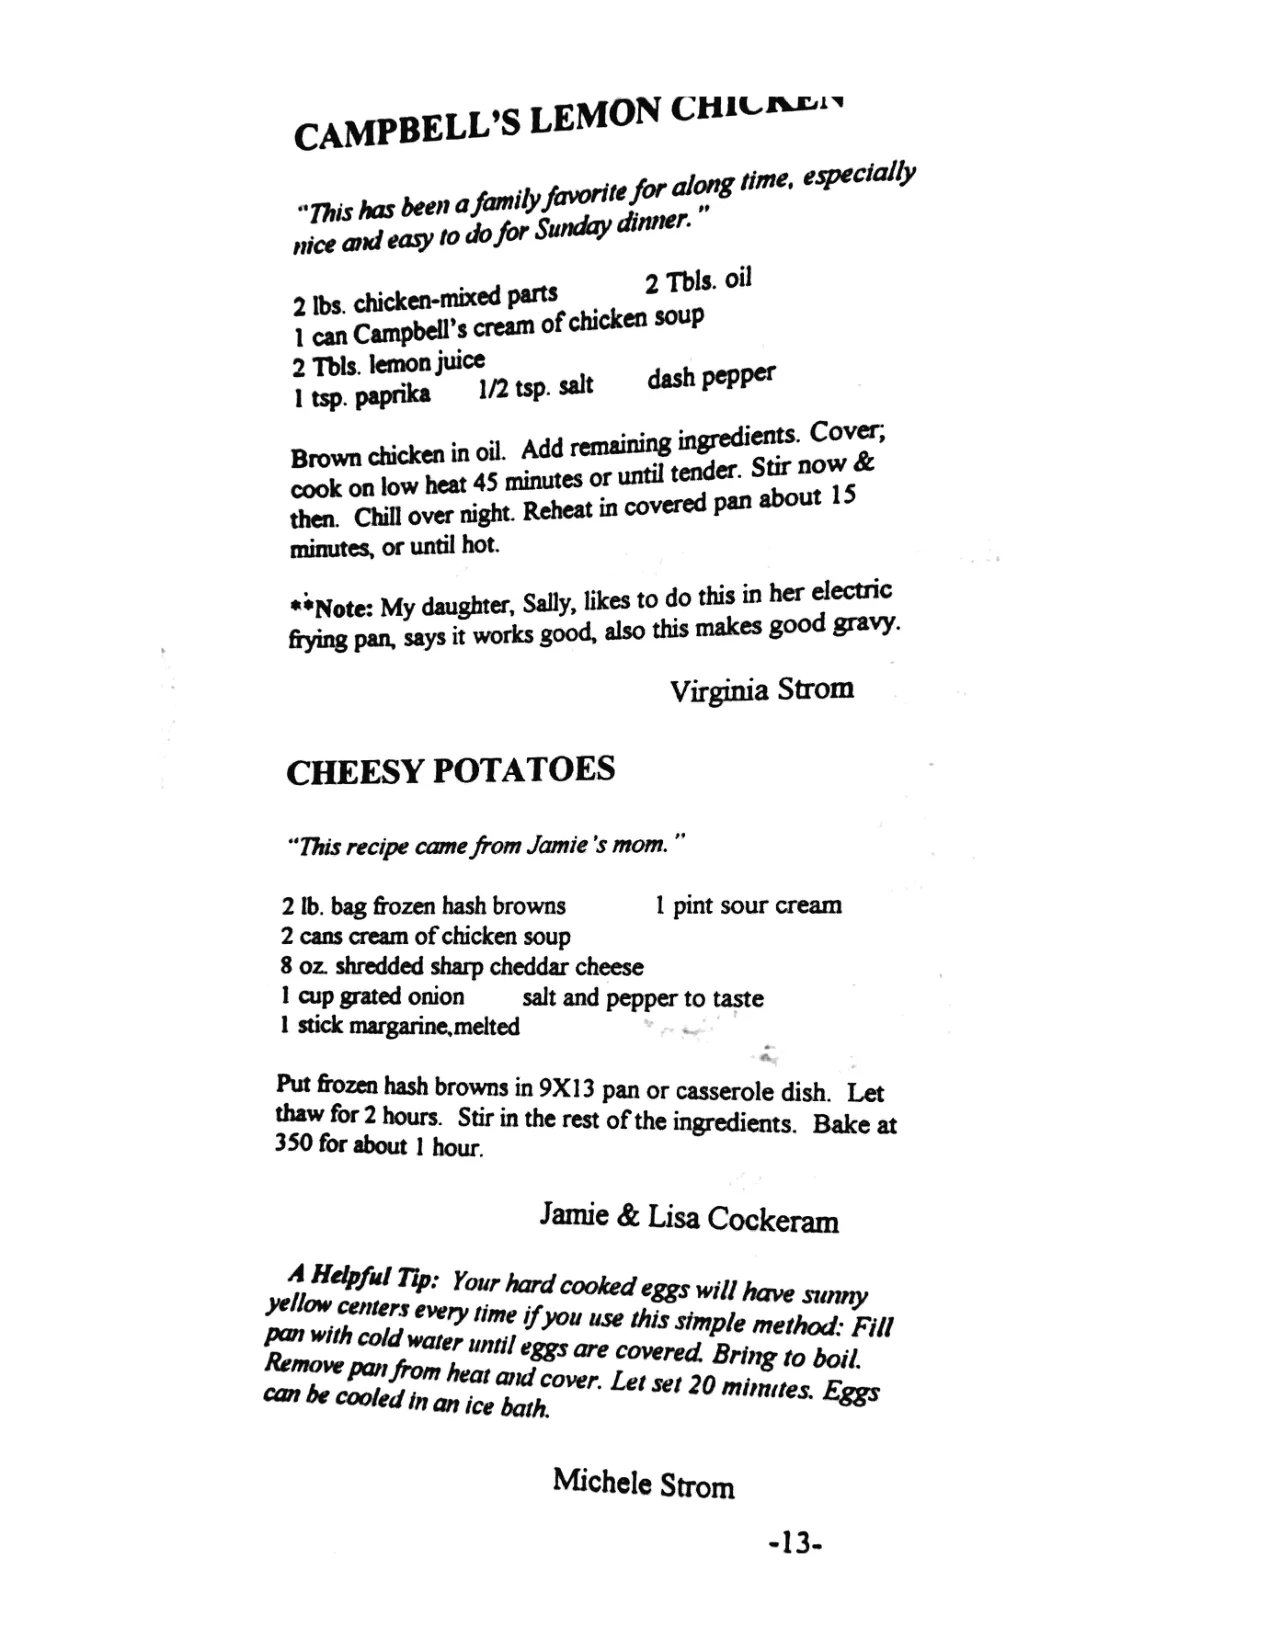 CAMPBELL'S LEMON CHICKEN
"This has been a family favorite for along time, especially
nice and easy to do for Sunday dinner."
2 lbs. chicken-mixed parts 2 Tbls. oil
1 can Campbell's cream of chicken soup
2 Tbls. lemon juice
1 tsp. paprika 1/2 tsp. salt dash pepper
Brown chicken in oil. Add remaining ingredients. Cover;
cook on low heat 45 minutes or until tender. Stir now &
then. Chill over night. Reheat in covered pan about 15
minutes, or until hot.
**Note: My daughter, Sally, likes to do this in her electric
frying pan, says it works good, also this makes good gravy.
Virginia Strom
CHEESY POTATOES
"This recipe came from Jamie's mom."
2 lb. bag frozen hash browns 1 pint sour cream
2 cans cream of chicken soup
8 oz. shredded sharp cheddar cheese
1 cup grated onion salt and pepper to taste
1 stick margarine,melted
Put frozen hash browns in 9X13 pan or casserole dish. Let
thaw for 2 hours. Stir in the rest of the ingredients. Bake at
350 for about 1 hour.
Jamie & Lisa Cockeram
A Helpful Tip: Your hard cooked eggs will have sunny
yellow centers every time if you use this simple method: Fill
pan with cold water until eggs are covered. Bring to boil.
Remove pan from heat and cover. Let set 20 minutes. Eggs
can be cooled in an ice bath.
Michele Strom
-13-